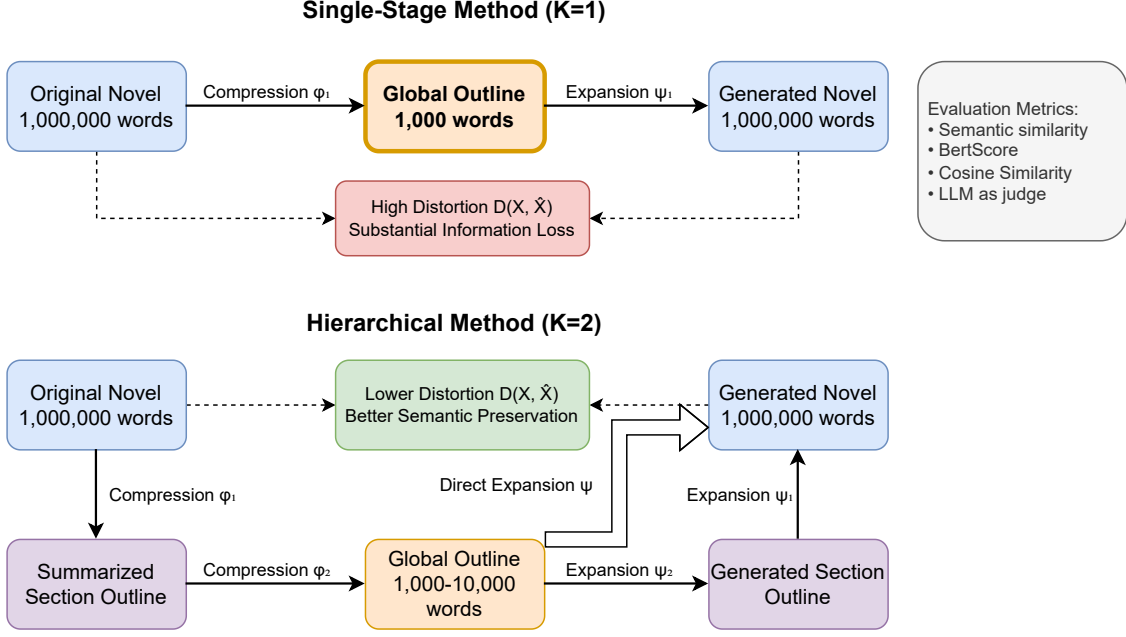 Single-Stage Method (K=1)
Original Novel
1,000,000 words
Compression φ₁
Global Outline
1,000 words
Expansion ψ₁
Generated Novel
1,000,000 words
Evaluation Metrics:
• Semantic similarity
• BertScore
• Cosine Similarity
• LLM as judge
High Distortion D(X, X̂)
Substantial Information Loss
Hierarchical Method (K=2)
Original Novel
1,000,000 words
Lower Distortion D(X, X̂)
Better Semantic Preservation
Generated Novel
1,000,000 words
Compression φ₁
Direct Expansion ψ
Expansion ψ₁
Summarized
Section Outline
Compression φ₂
Global Outline
1,000-10,000
words
Expansion ψ₂
Generated Section
Outline